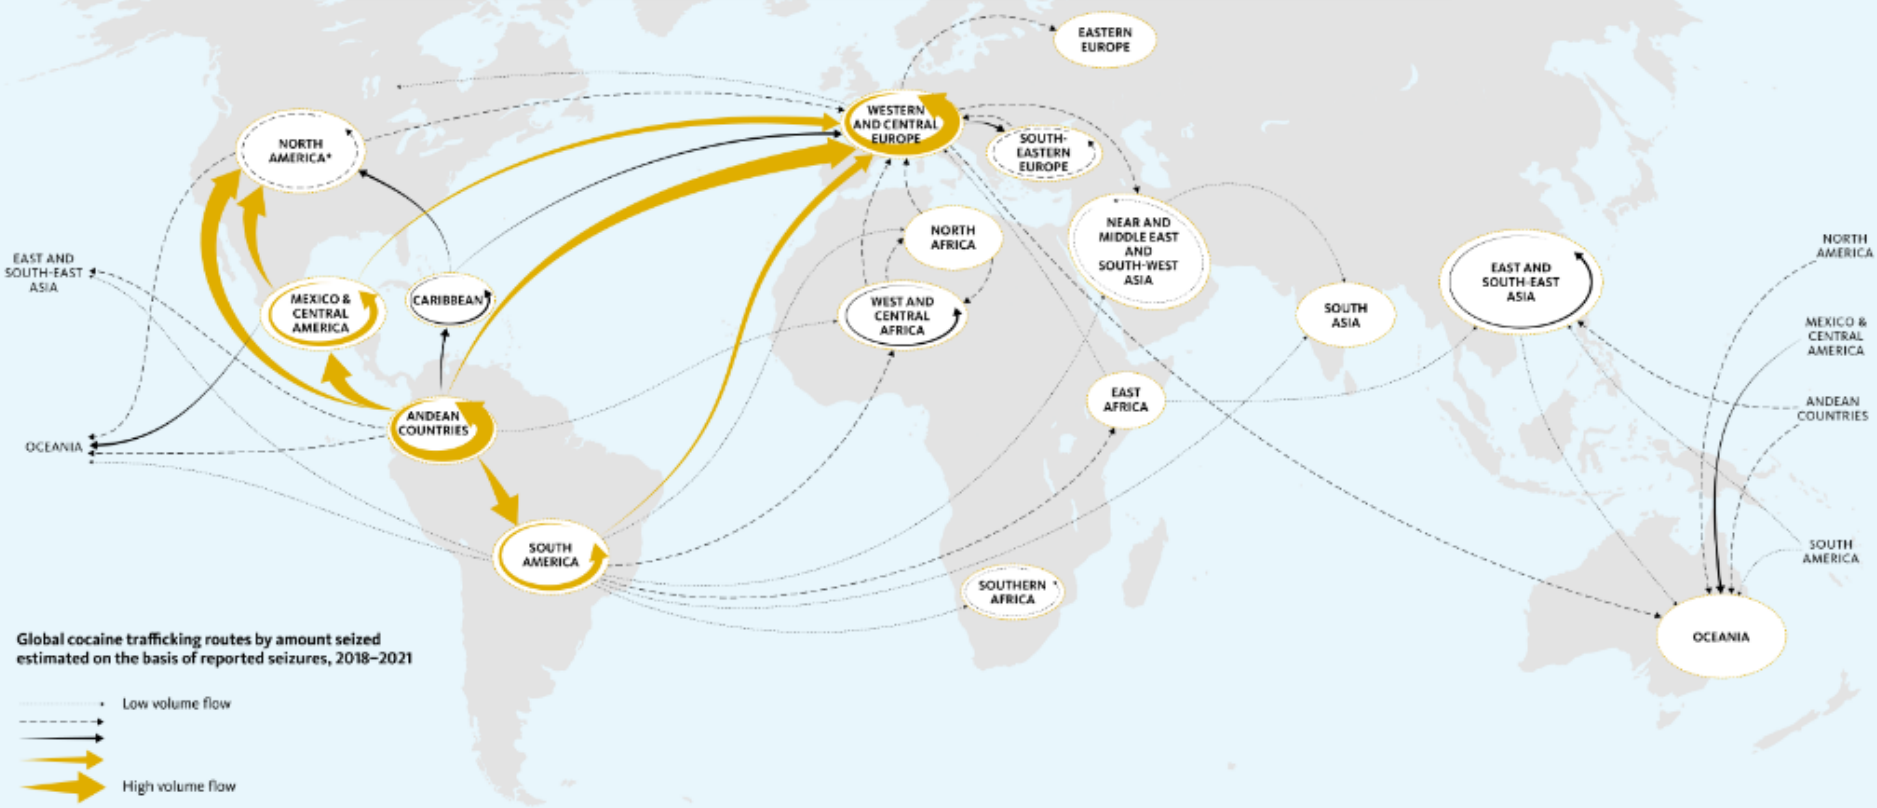 EASTERN
EUROPE
WESTERN
AND CENTRAL
EUROPE
NORTH
AMERICA*
SOUTH-
EASTERN
EUROPE
NORTH
AFRICA
NEAR AND
MIDDLE EAST
AND
SOUTH-WEST
ASIA
EAST AND
SOUTH-EAST
ASIA
EAST AND
SOUTH-EAST
ASIA
NORTH
AMERICA
MEXICO &
CENTRAL
AMERICA
CARIBBEAN
WEST AND
CENTRAL
AFRICA
SOUTH
ASIA
MEXICO &
CENTRAL
AMERICA
EAST
AFRICA
ANDEAN
COUNTRIES
ANDEAN
COUNTRIES
OCEANIA
SOUTH
AMERICA
SOUTHERN
AFRICA
SOUTH
AMERICA
OCEANIA
Global cocaine trafficking routes by amount seized
estimated on the basis of reported seizures, 2018–2021
Low volume flow
High volume flow